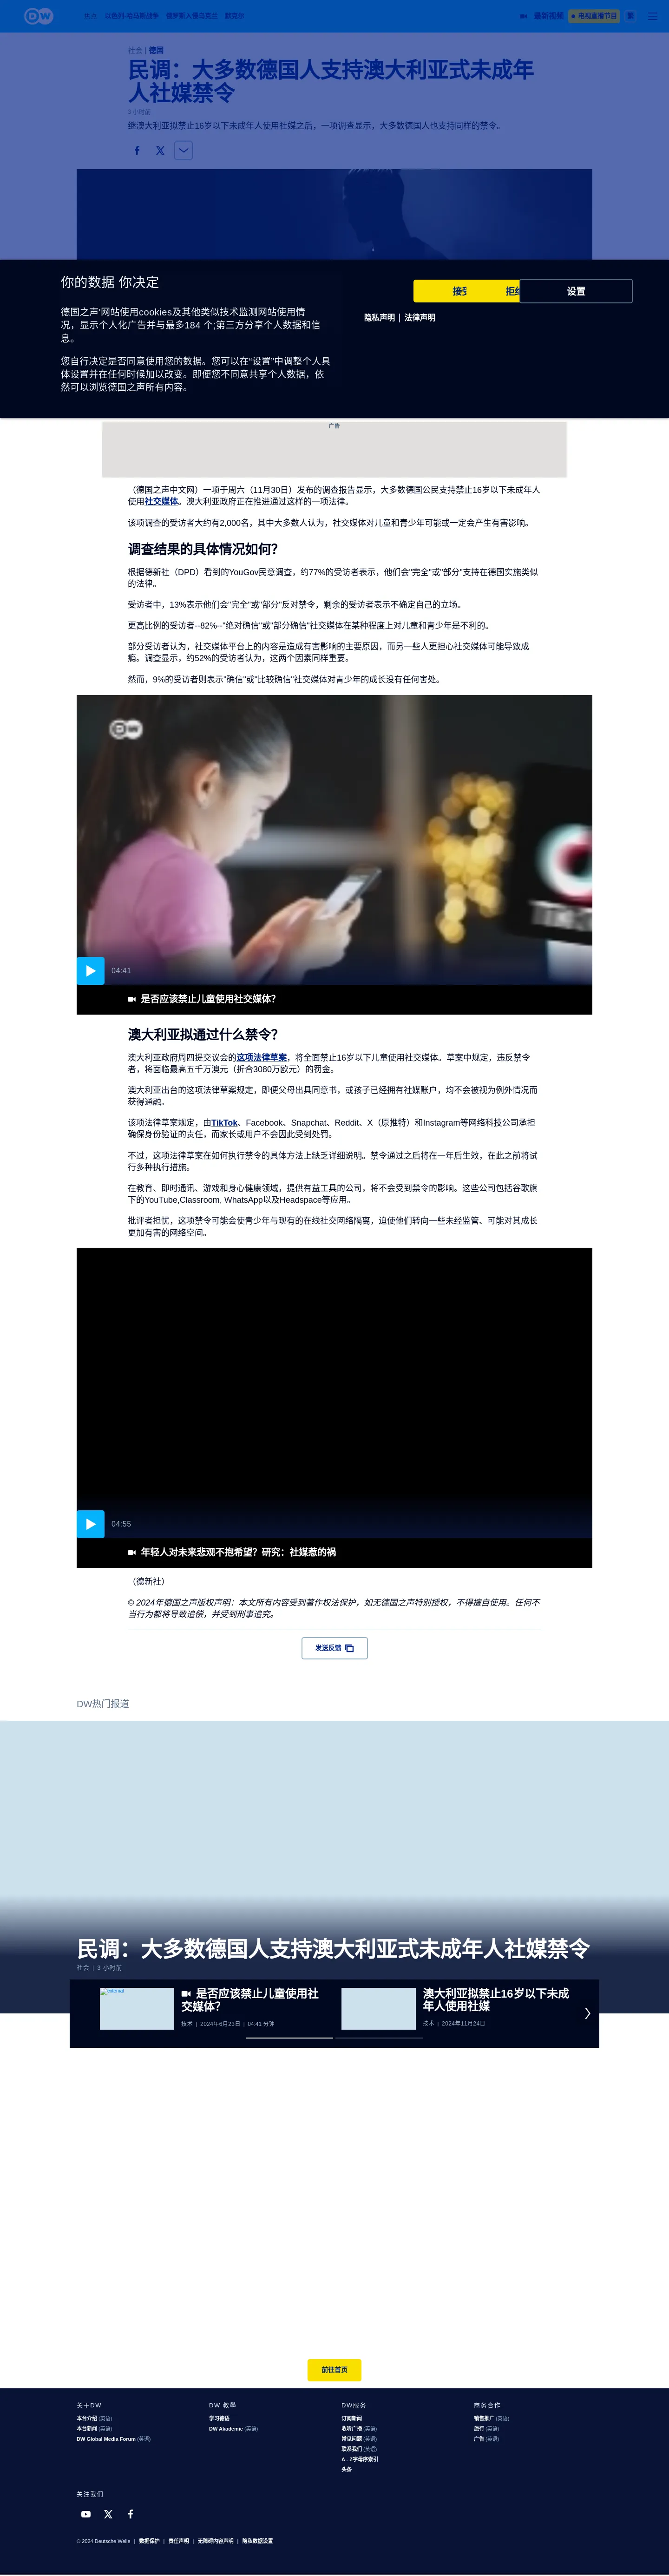 DW
首页 以色列-哈马斯战争 俄罗斯入侵乌克兰 默克尔
最新视频
电视直播节目
社会 | 德国
民调：大多数德国人支持澳大利亚式未成年
人社媒禁令
3 小时前
继澳大利亚拟禁止16岁以下未成年人使用社媒之后，一项调查显示，大多数德国人也支持同样的禁令。
你的数据 你决定
德国之声'网站使用cookies及其他类似技术监测网站使用情
况，显示个人化广告并与最多184 个;第三方分享个人数据和信
息。
您自行决定是否同意使用您的数据。您可以在“设置”中调整个人具
体设置并在任何时候加以改变。即便您不同意共享个人数据，依
然可以浏览德国之声所有内容。
设置
隐私声明 | 法律声明
广告
（德国之声中文网）一项于周六（11月30日）发布的调查报告显示，大多数德国公民支持禁止16岁以下未成年人
使用社交媒体。澳大利亚政府正在推进通过这样的一项法律。
该项调查的受访者大约有2,000名，其中大多数人认为，社交媒体对儿童和青少年可能或一定会产生有害影响。
调查结果的具体情况如何？
根据德新社（DPD）看到的YouGov民意调查，约77%的受访者表示，他们会"完全"或"部分"支持在德国实施类似
的法律。
受访者中，13%表示他们会"完全"或"部分"反对禁令，剩余的受访者表示不确定自己的立场。
更高比例的受访者--82%--"绝对确信"或"部分确信"社交媒体在某种程度上对儿童和青少年是不利的。
部分受访者认为，社交媒体平台上的内容是造成有害影响的主要原因，而另一些人更担心社交媒体可能导致成
瘾。调查显示，约52%的受访者认为，这两个因素同样重要。
然而，9%的受访者则表示"确信"或"比较确信"社交媒体对青少年的成长没有任何害处。
DW
04:41
是否应该禁止儿童使用社交媒体？
澳大利亚拟通过什么禁令？
澳大利亚政府周四提交议会的这项法律草案，将全面禁止16岁以下儿童使用社交媒体。草案中规定，违反禁令
者，将面临最高五千万澳元（折合3080万欧元）的罚金。
澳大利亚出台的这项法律草案规定，即便父母出具同意书，或孩子已经拥有社媒账户，均不会被视为例外情况而
获得通融。
该项法律草案规定，由TikTok、Facebook、Snapchat、Reddit、X（原推特）和Instagram等网络科技公司承担
确保身份验证的责任，而家长或用户不会因此受到处罚。
不过，这项法律草案在如何执行禁令的具体方法上缺乏详细说明。禁令通过之后将在一年后生效，在此之前将试
行多种执行措施。
在教育、即时通讯、游戏和身心健康领域，提供有益工具的公司，将不会受到禁令的影响。这些公司包括谷歌旗
下的YouTube,Classroom, WhatsApp以及Headspace等应用。
批评者担忧，这项禁令可能会使青少年与现有的在线社交网络隔离，迫使他们转向一些未经监管、可能对其成长
更加有害的网络空间。
04:55
年轻人对未来悲观不抱希望？研究：社媒惹的祸
（德新社）
© 2024年德国之声版权声明：本文所有内容受到著作权法保护，如无德国之声特别授权，不得擅自使用。任何不
当行为都将导致追偿，并受到刑事追究。
发送反馈
DW热门报道
民调：大多数德国人支持澳大利亚式未成年人社媒禁令
社会 | 3 小时前
是否应该禁止儿童使用社
交媒体？
技术 | 2024年6月23日 | 04:41 分钟
澳大利亚拟禁止16岁以下未成
年人使用社媒
技术 | 2024年11月24日
前往首页
关于DW
本台介绍 (英语)
本台新闻 (英语)
DW Global Media Forum (英语)
DW 教學
学习德语
DW Akademie (英语)
DW服务
订阅新闻
收听广播 (英语)
常见问题 (英语)
联系我们 (英语)
A - Z字母序索引
头条
商务合作
销售推广 (英语)
旅行 (英语)
广告 (英语)
关注我们
© 2024 Deutsche Welle | 数据保护 | 责任声明 | 无障碍内容声明 | 隐私数据设置